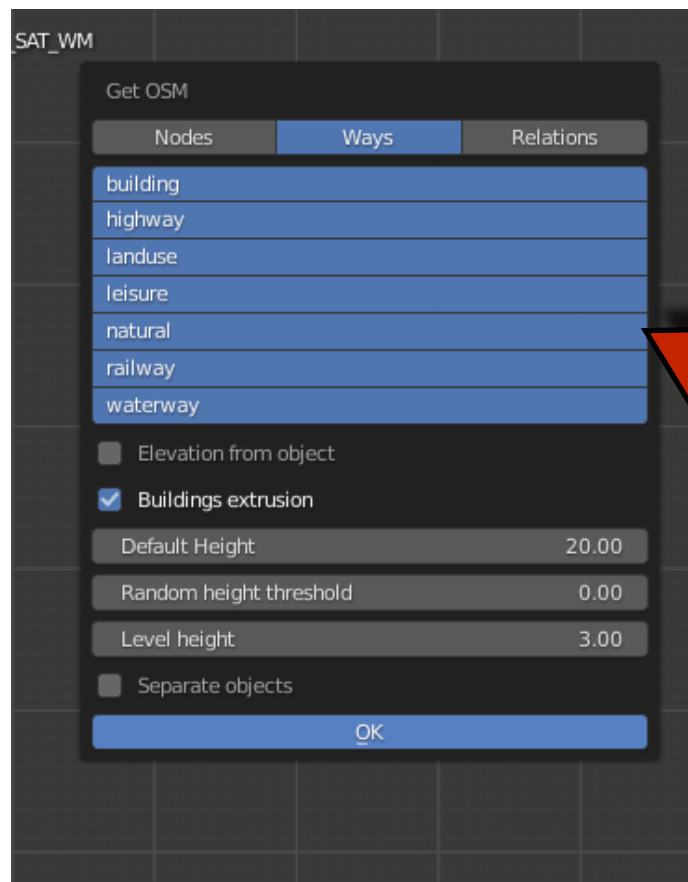 _SAT_WM
Get OSM
Nodes Ways Relations
building
highway
landuse
leisure
natural
railway
waterway
Elevation from object
Buildings extrusion
Default Height 20.00
Random height threshold 0.00
Level height 3.00
Separate objects
OK